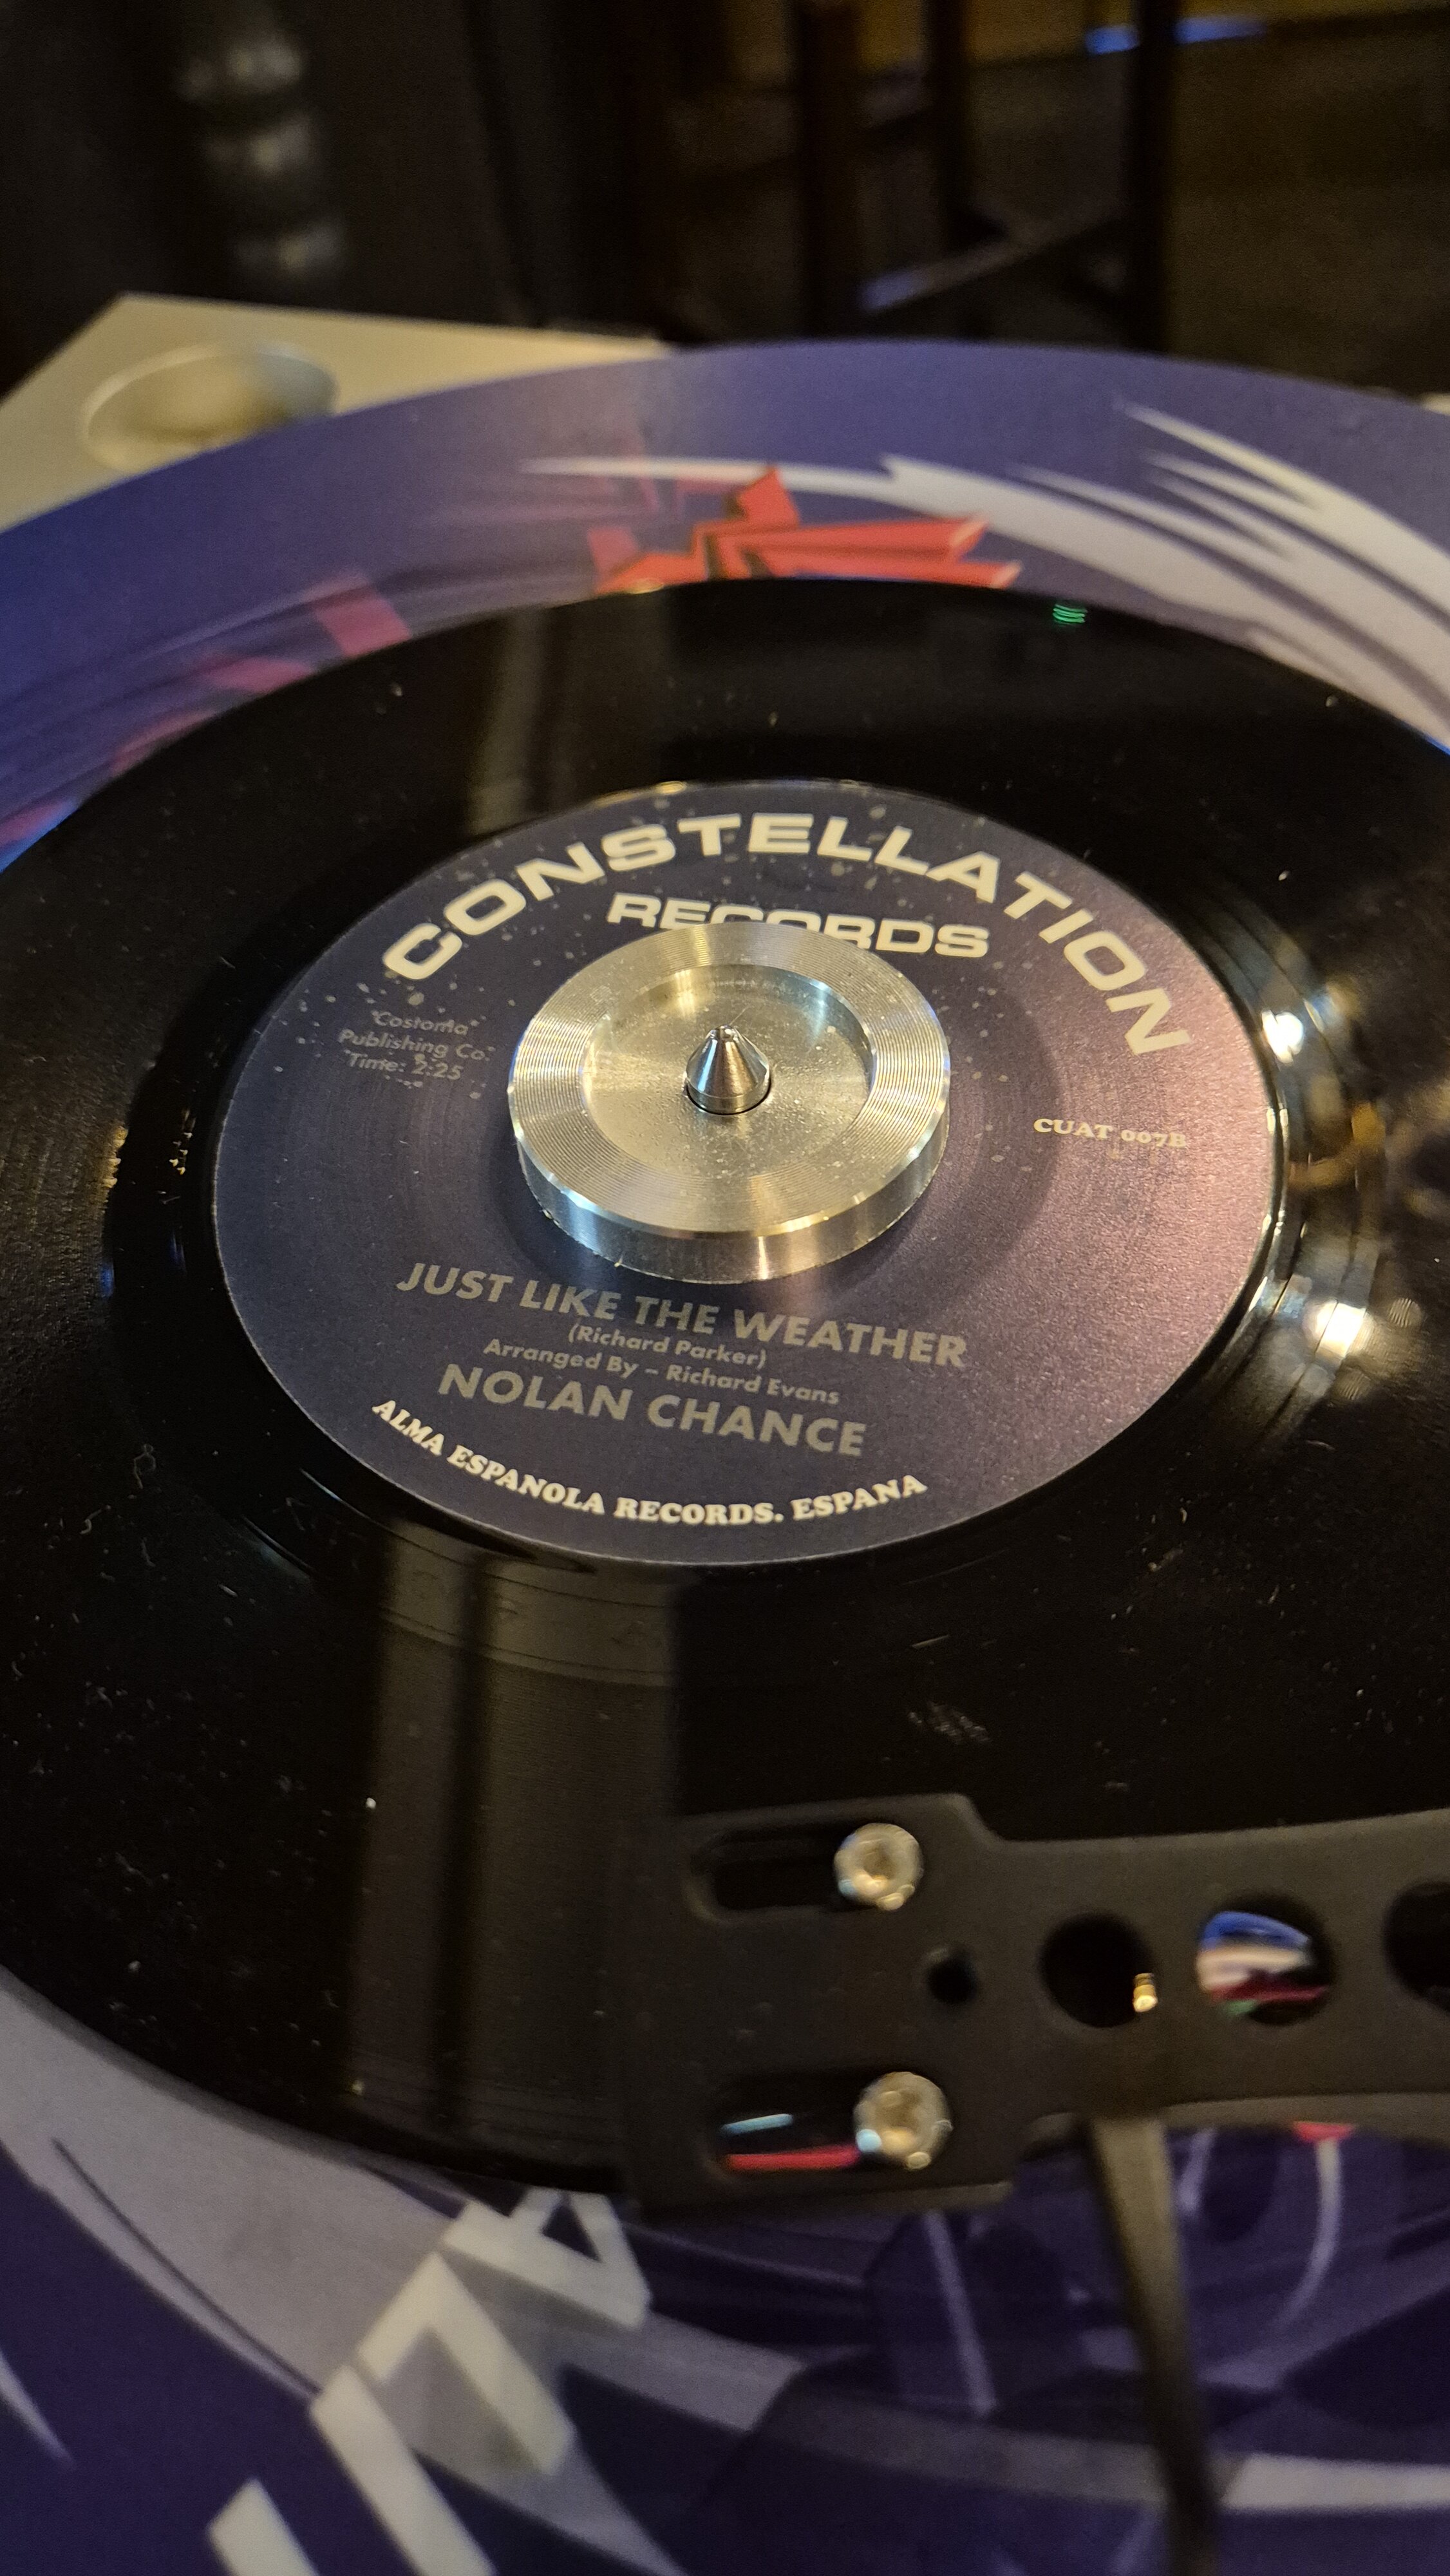 CONSTELLATION
RECORDS
"Costoma"
Publishing Co.
Time: 2:25
CUAT 007B
JUST LIKE THE WEATHER
(Richard Parker)
Arranged By – Richard Evans
NOLAN CHANCE
ALMA ESPANOLA RECORDS. ESPANA